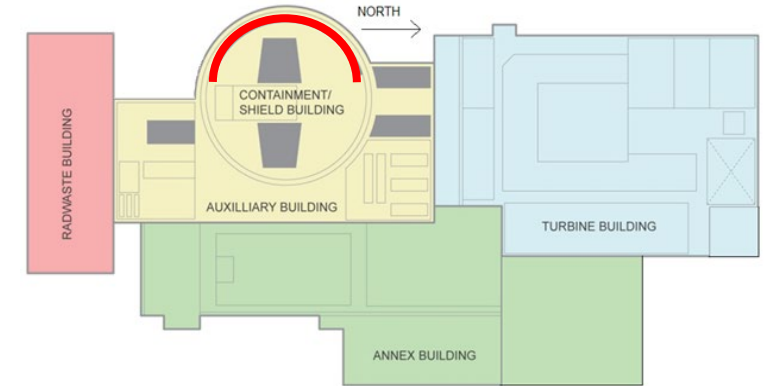 NORTH
CONTAINMENT/
SHIELD BUILDING
RADWASTE BUILDING
AUXILLIARY BUILDING
TURBINE BUILDING
ANNEX BUILDING